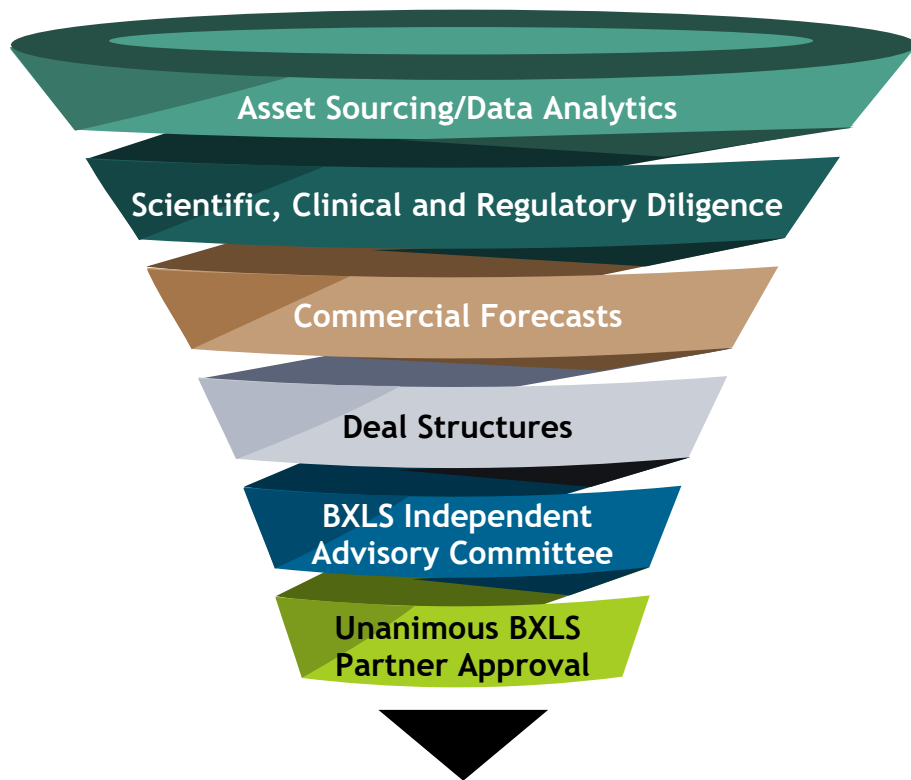 Asset Sourcing/Data Analytics
Scientific, Clinical and Regulatory Diligence
Commercial Forecasts
Deal Structures
BXLS Independent
Advisory Committee
Unanimous BXLS
Partner Approval